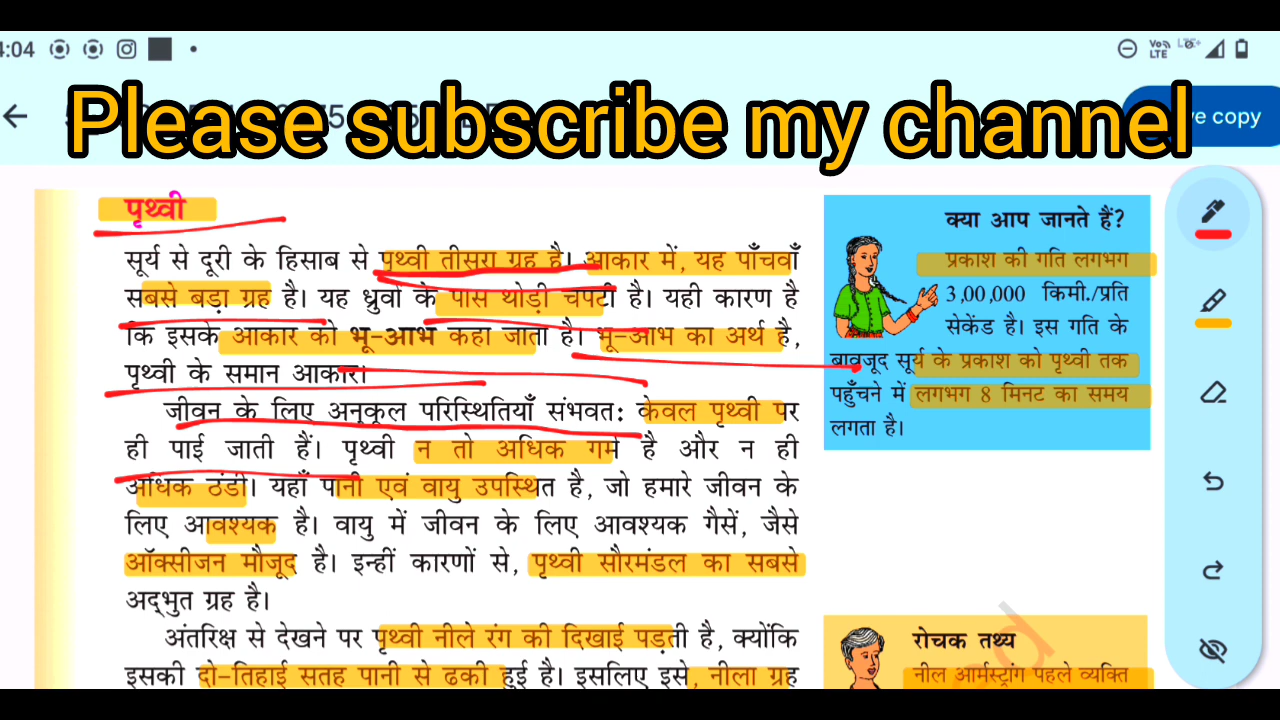 4:04
Vo)) LTE
LTE+
Please subscribe my channel
copy
पृथ्वी
सूर्य से दूरी के हिसाब से पृथ्वी तीसरा ग्रह है। आकार में, यह पाँचवाँ
सबसे बड़ा ग्रह है। यह ध्रुवों के पास थोड़ी चपटी है। यही कारण है
कि इसके आकार को भू-आभ कहा जाता है। भू-आभ का अर्थ है,
पृथ्वी के समान आकार।
जीवन के लिए अनुकूल परिस्थितियाँ संभवत: केवल पृथ्वी पर
ही पाई जाती हैं। पृथ्वी न तो अधिक गर्म है और न ही
अधिक ठंडी। यहाँ पानी एवं वायु उपस्थित है, जो हमारे जीवन के
लिए आवश्यक है। वायु में जीवन के लिए आवश्यक गैसें, जैसे
ऑक्सीजन मौजूद है। इन्हीं कारणों से, पृथ्वी सौरमंडल का सबसे
अद्भुत ग्रह है।
अंतरिक्ष से देखने पर पृथ्वी नीले रंग की दिखाई पड़ती है, क्योंकि
इसकी दो-तिहाई सतह पानी से ढकी हुई है। इसलिए इसे, नीला ग्रह
क्या आप जानते हैं?
प्रकाश की गति लगभग
3,00,000 किमी./प्रति
सेकेंड है। इस गति के
बावजूद सूर्य के प्रकाश को पृथ्वी तक
पहुँचने में लगभग 8 मिनट का समय
लगता है।
रोचक तथ्य
नील आर्मस्ट्रांग पहले व्यक्ति